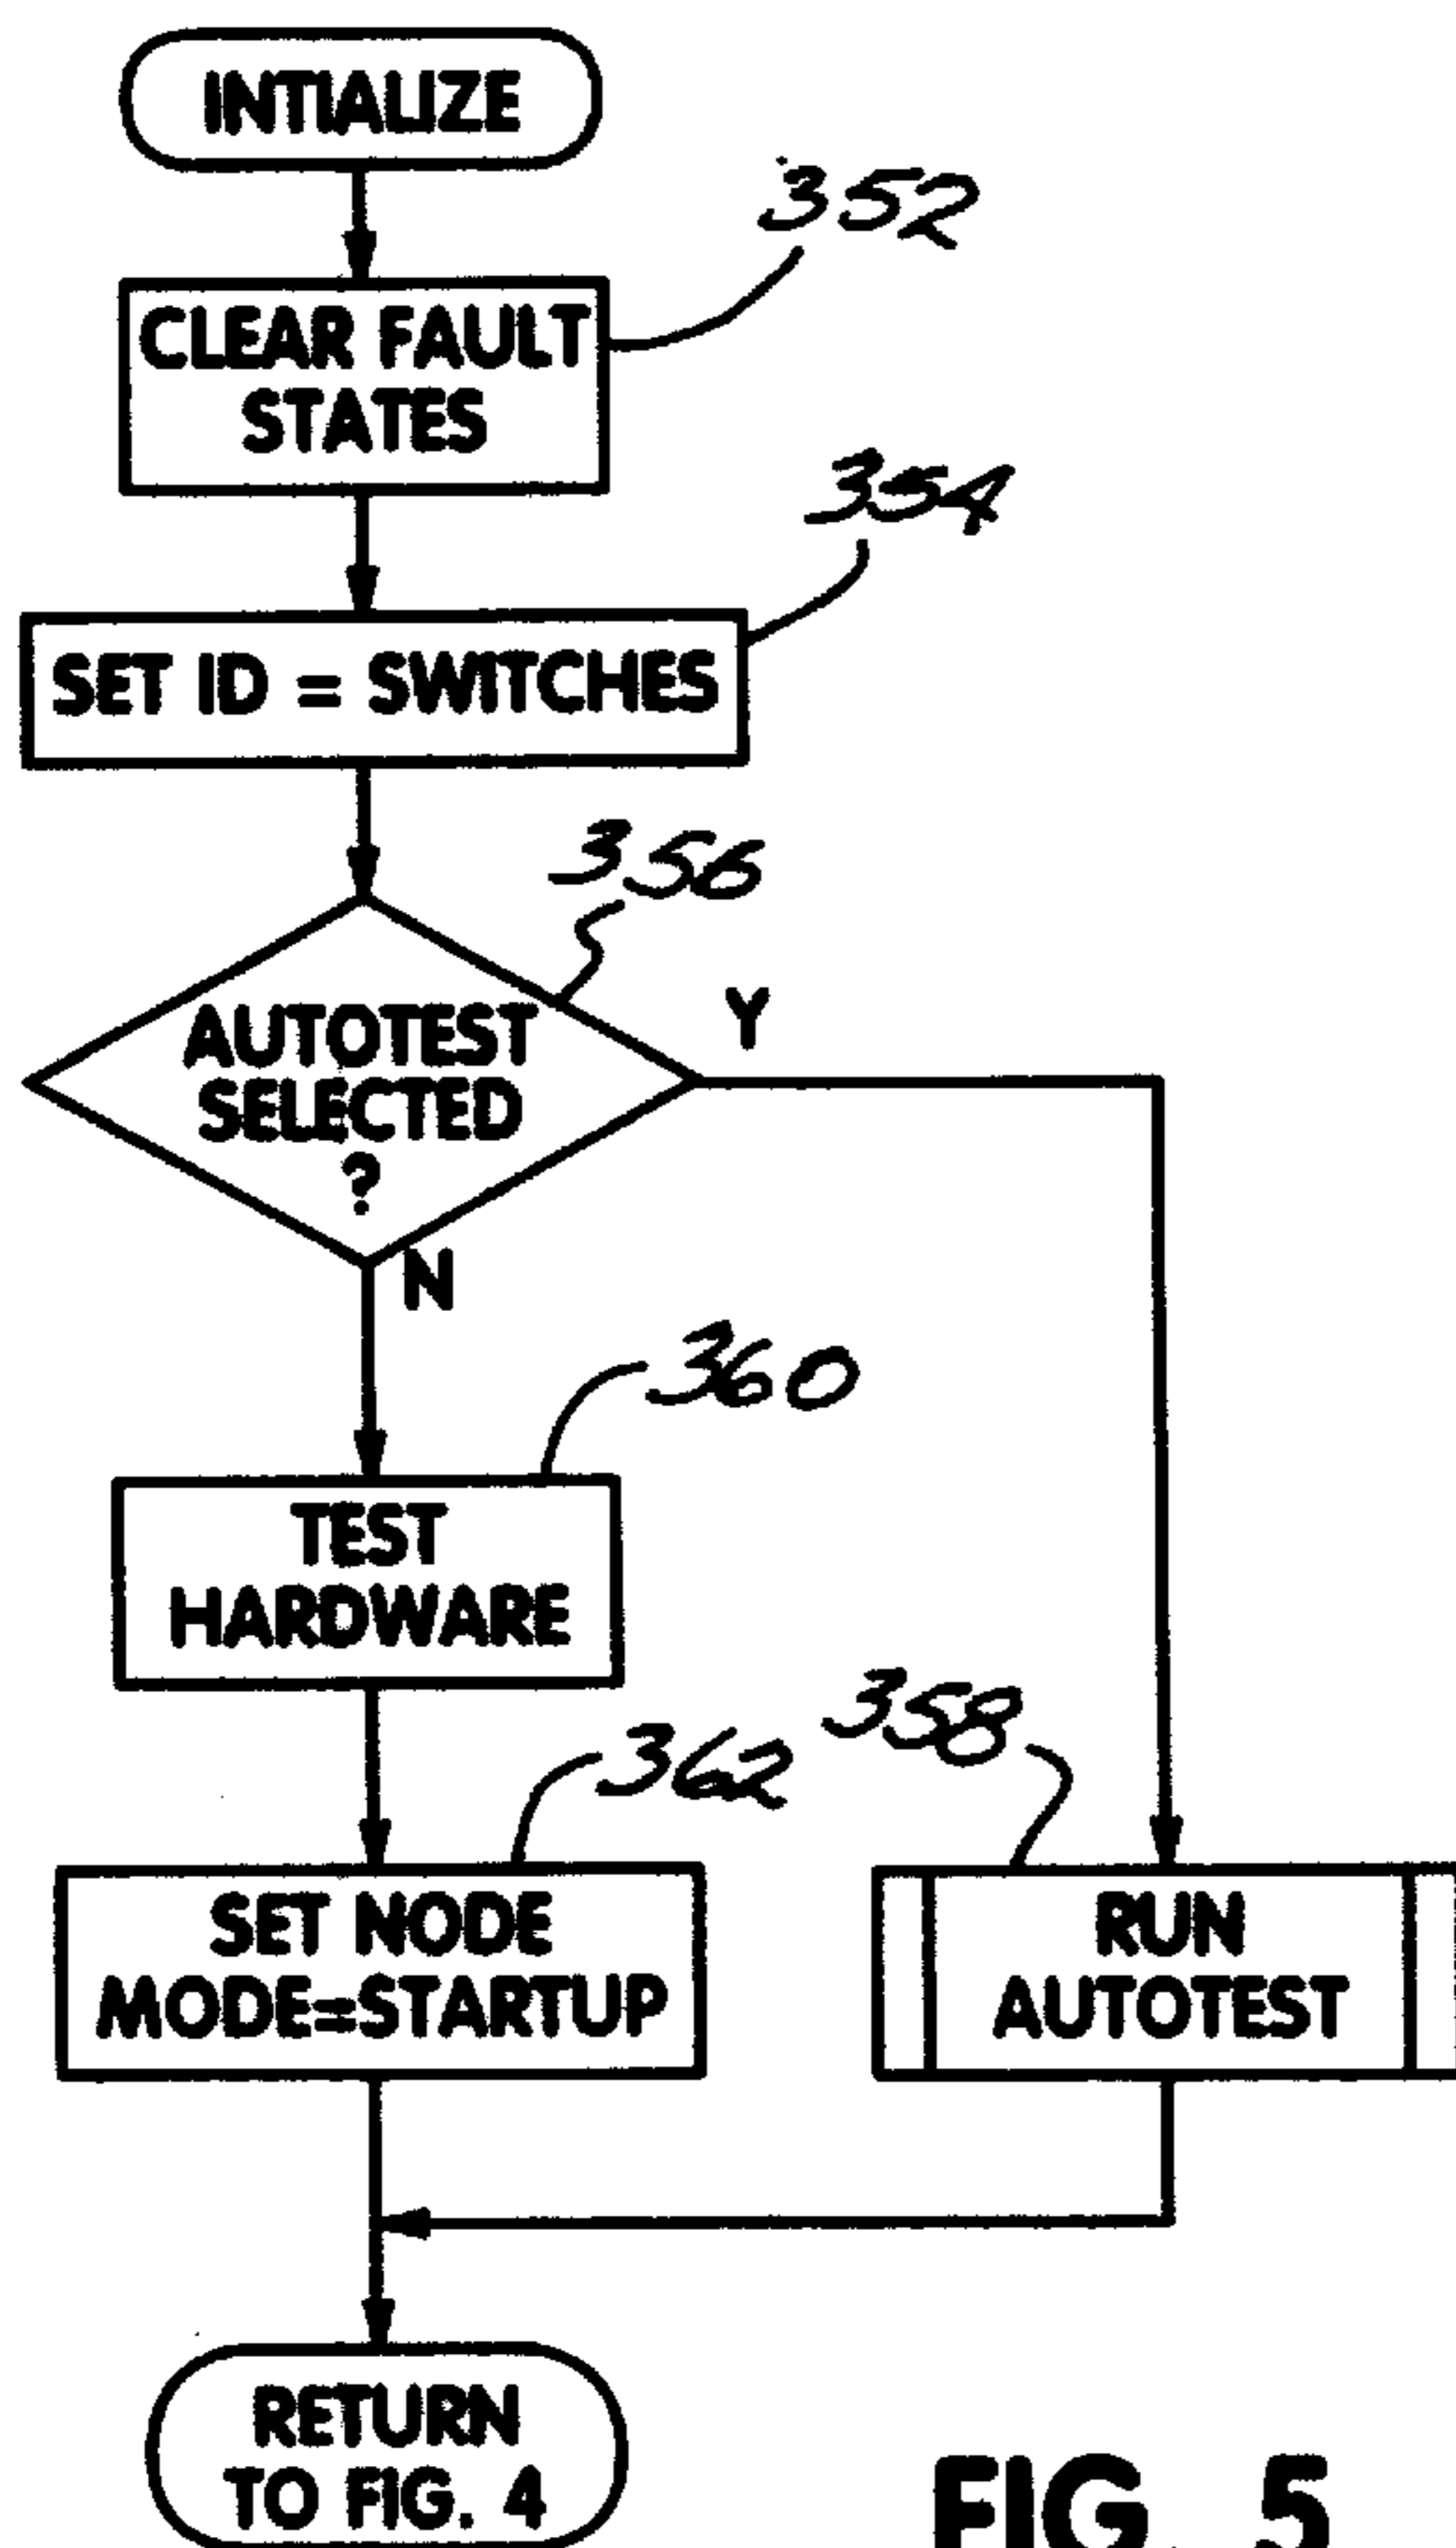 INTIALIZE
352
CLEAR FAULT
STATES
354
SET ID = SWITCHES
356
AUTOTEST
SELECTED
?
Y
N
360
TEST
HARDWARE
362
SET NODE
MODE=STARTUP
358
RUN
AUTOTEST
RETURN
TO FIG. 4
FIG. 5